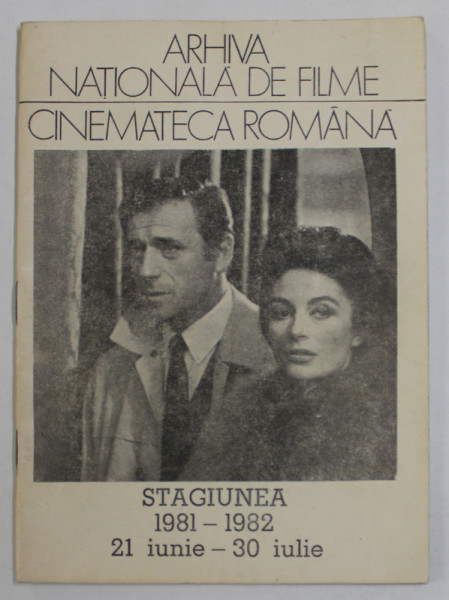 ARHIVA
NAȚIONALĂ DE FILME
CINEMATECA ROMÂNĂ
STAGIUNEA
1981 – 1982
21 iunie – 30 iulie